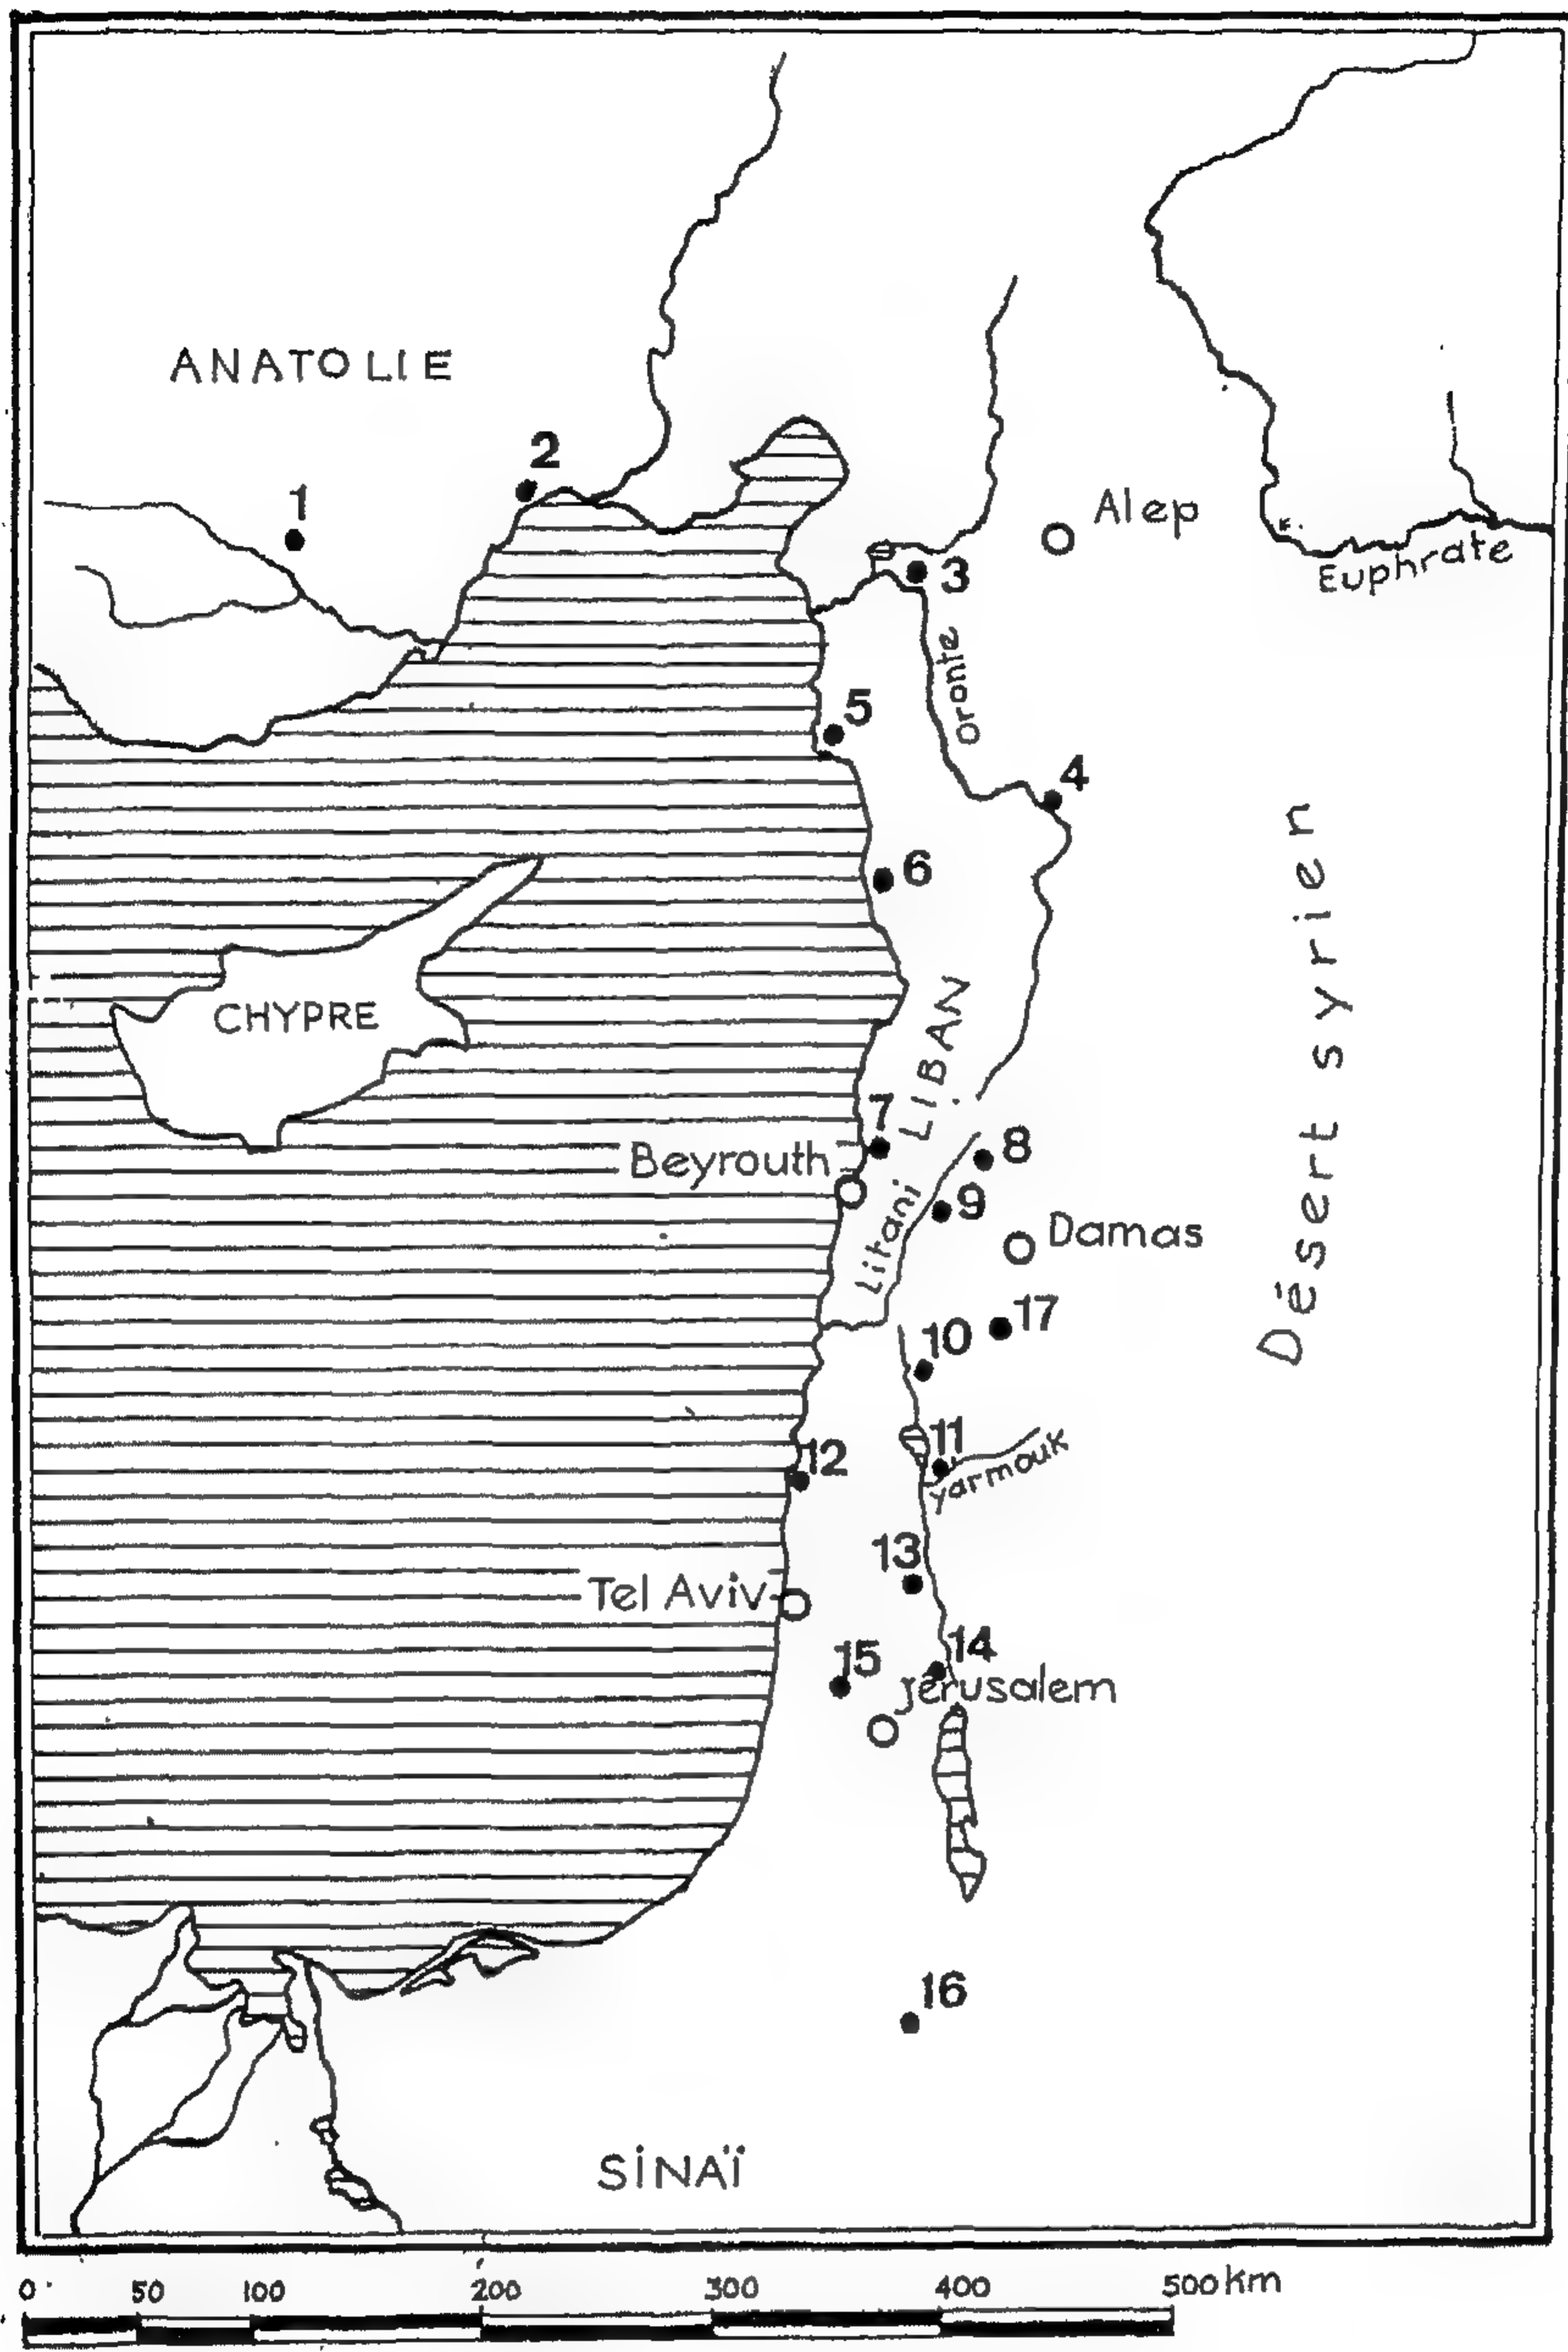 ANATOLIE
2
1
Alep
3
Euphrate
Oronte
5
4
6
Désert syrien
CHYPRE
LIBAN
7
Beyrouth
8
9
Litani
Damas
17
10
11
12
Yarmouk
13
Tel Aviv
14
15
Jérusalem
16
SINAÏ
0 50 100 200 300 400 500 km